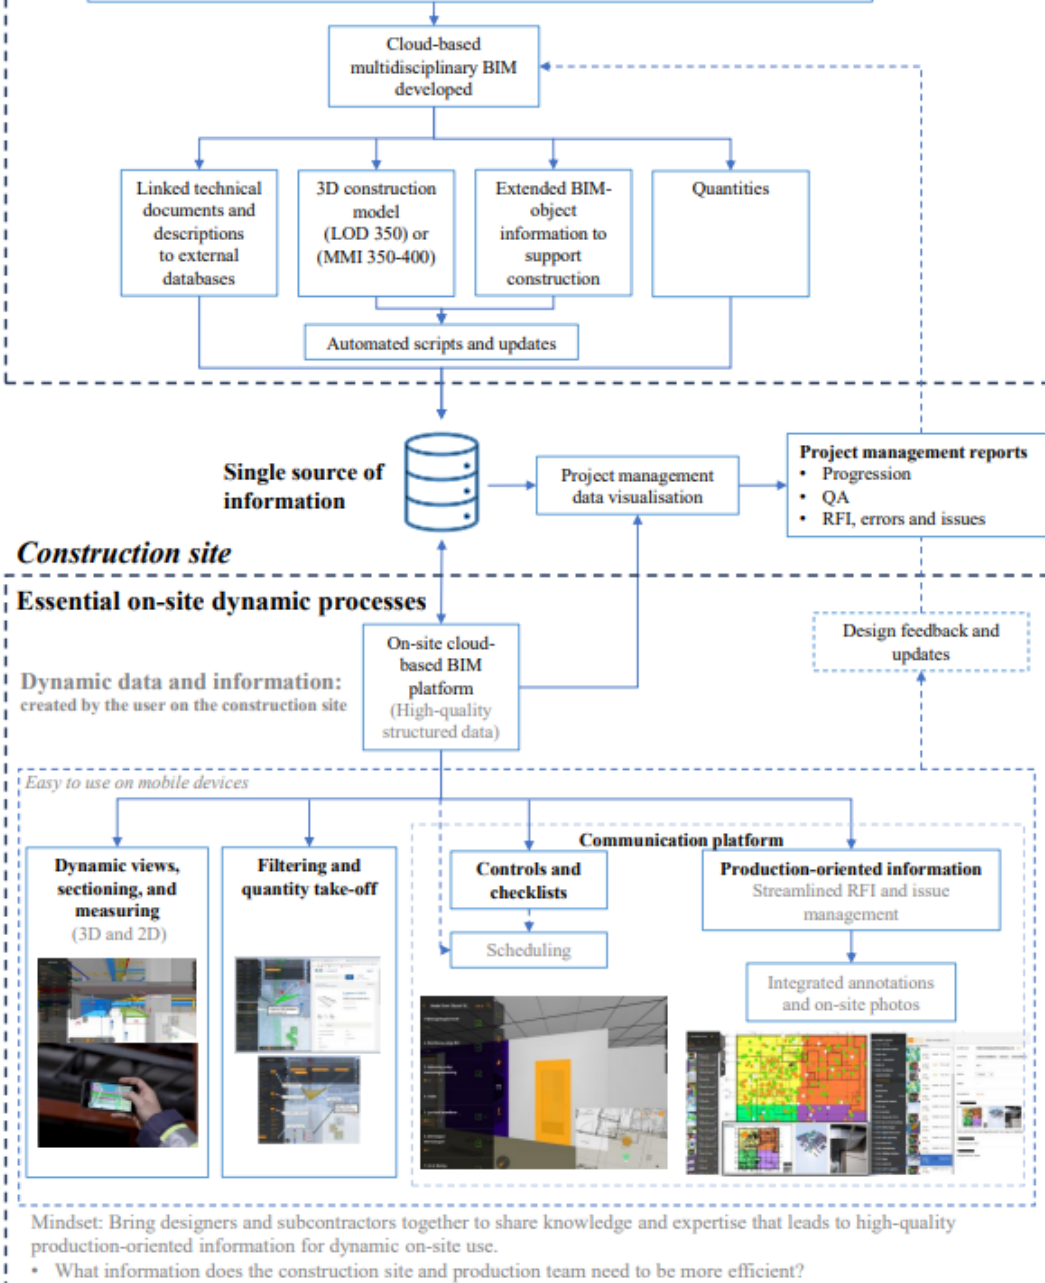 Cloud-based
multidisciplinary BIM
developed
Linked technical
documents and
descriptions
to external
databases
3D construction
model
(LOD 350) or
(MMI 350-400)
Extended BIM-
object
information to
support
construction
Quantities
Automated scripts and updates
Single source of
information
Project management
data visualisation
Project management reports
• Progression
• QA
• RFI, errors and issues
Construction site
Essential on-site dynamic processes
Dynamic data and information:
created by the user on the construction site
On-site cloud-
based BIM
platform
(High-quality
structured data)
Design feedback and
updates
Easy to use on mobile devices
Dynamic views,
sectioning, and
measuring
(3D and 2D)
Filtering and
quantity take-off
Communication platform
Controls and
checklists
Scheduling
Production-oriented information
Streamlined RFI and issue
management
Integrated annotations
and on-site photos
Mindset: Bring designers and subcontractors together to share knowledge and expertise that leads to high-quality
production-oriented information for dynamic on-site use.
• What information does the construction site and production team need to be more efficient?